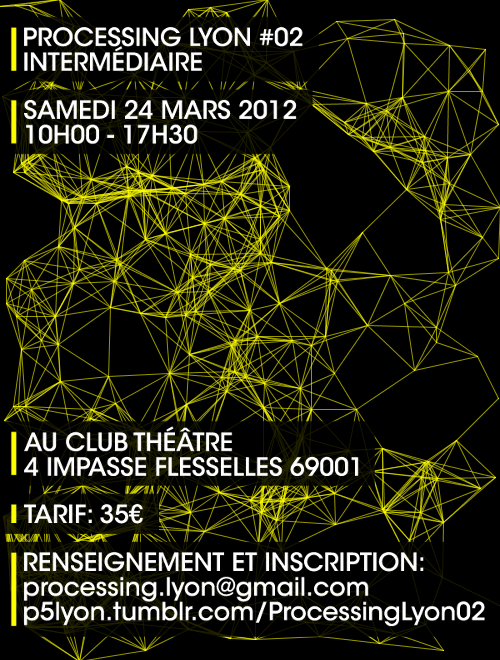 PROCESSING LYON #02
INTERMÉDIAIRE
SAMEDI 24 MARS 2012
10H00 - 17H30
AU CLUB THÉÂTRE
4 IMPASSE FLESSELLES 69001
TARIF: 35€
RENSEIGNEMENT ET INSCRIPTION:
processing.lyon@gmail.com
p5lyon.tumblr.com/ProcessingLyon02